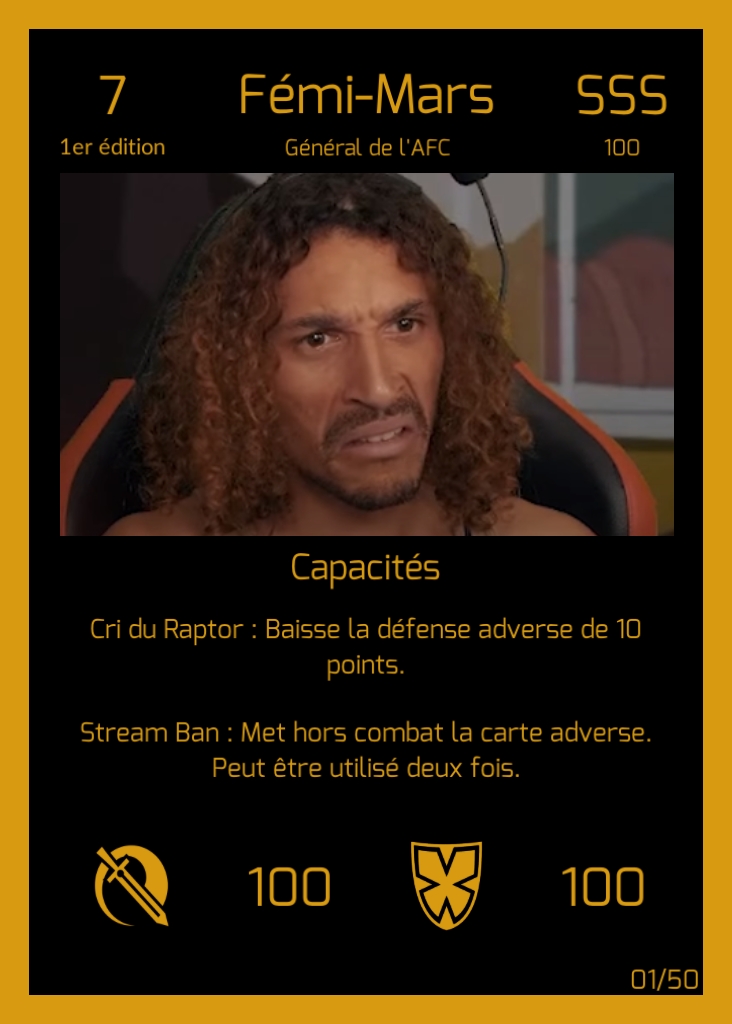 7 Fémi-Mars SSS
1er édition Général de l'AFC 100
Capacités
Cri du Raptor : Baisse la défense adverse de 10
points.
Stream Ban : Met hors combat la carte adverse.
Peut être utilisé deux fois.
100 100
01/50